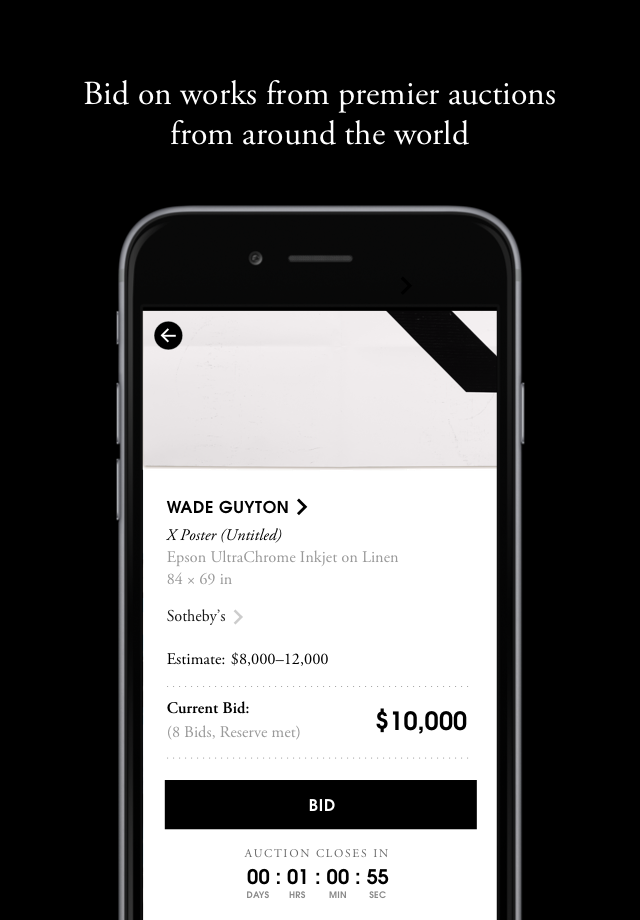 Bid on works from premier auctions
from around the world
WADE GUYTON
X Poster (Untitled)
Epson UltraChrome Inkjet on Linen
84 × 69 in
Sotheby's
Estimate: $8,000–12,000
Current Bid:
$10,000
(8 Bids, Reserve met)
BID
AUCTION CLOSES IN
00 : 01 : 00 : 55
DAYS HRS MIN SEC